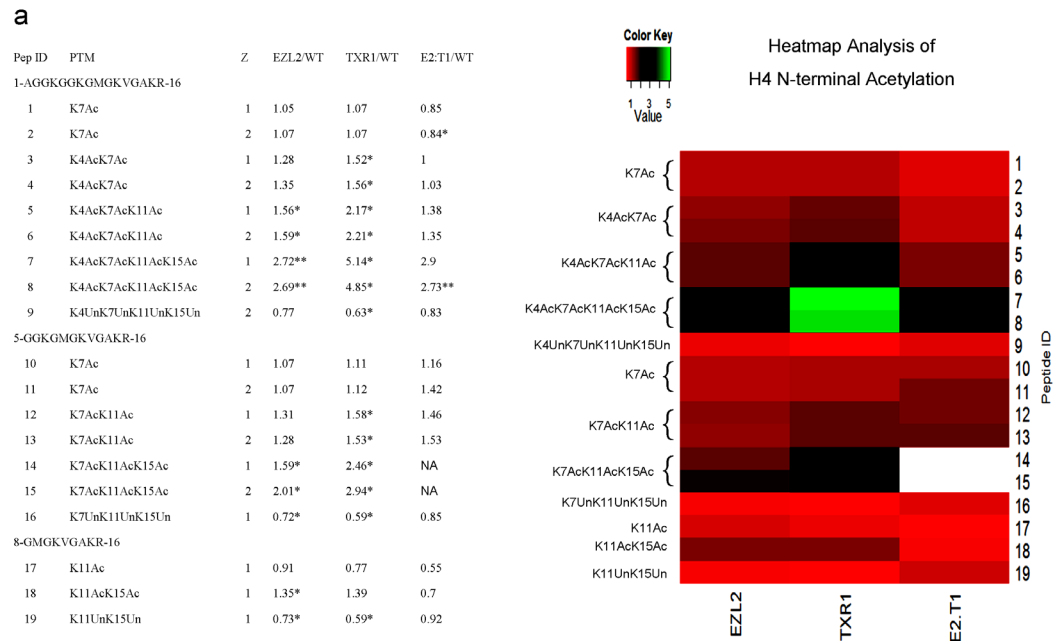 a
Pep ID PTM Z EZL2/WT TXR1/WT E2:T1/WT
1-AGGKGGKGMGKVGAKR-16
1 K7Ac 1 1.05 1.07 0.85
2 K7Ac 2 1.07 1.07 0.84*
3 K4AcK7Ac 1 1.28 1.52* 1
4 K4AcK7Ac 2 1.35 1.56* 1.03
5 K4AcK7AcK11Ac 1 1.56* 2.17* 1.38
6 K4AcK7AcK11Ac 2 1.59* 2.21* 1.35
7 K4AcK7AcK11AcK15Ac 1 2.72** 5.14* 2.9
8 K4AcK7AcK11AcK15Ac 2 2.69** 4.85* 2.73**
9 K4UnK7UnK11UnK15Un 2 0.77 0.63* 0.83
5-GGKGMGKVGAKR-16
10 K7Ac 1 1.07 1.11 1.16
11 K7Ac 2 1.07 1.12 1.42
12 K7AcK11Ac 1 1.31 1.58* 1.46
13 K7AcK11Ac 2 1.28 1.53* 1.53
14 K7AcK11AcK15Ac 1 1.59* 2.46* NA
15 K7AcK11AcK15Ac 2 2.01* 2.94* NA
16 K7UnK11UnK15Un 1 0.72* 0.59* 0.85
8-GMGKVGAKR-16
17 K11Ac 1 0.91 0.77 0.55
18 K11AcK15Ac 1 1.35* 1.39 0.7
19 K11UnK15Un 1 0.73* 0.59* 0.92
Color Key
1 3 5
Value
Heatmap Analysis of
H4 N-terminal Acetylation
K7Ac {
K4AcK7Ac {
K4AcK7AcK11Ac {
K4AcK7AcK11AcK15Ac {
K4UnK7UnK11UnK15Un
K7Ac {
K7AcK11Ac {
K7AcK11AcK15Ac {
K7UnK11UnK15Un
K11Ac
K11AcK15Ac
K11UnK15Un
1
2
3
4
5
6
7
8
9
10
11
12
13
14
15
16
17
18
19
Peptide ID
EZL2
TXR1
E2.T1